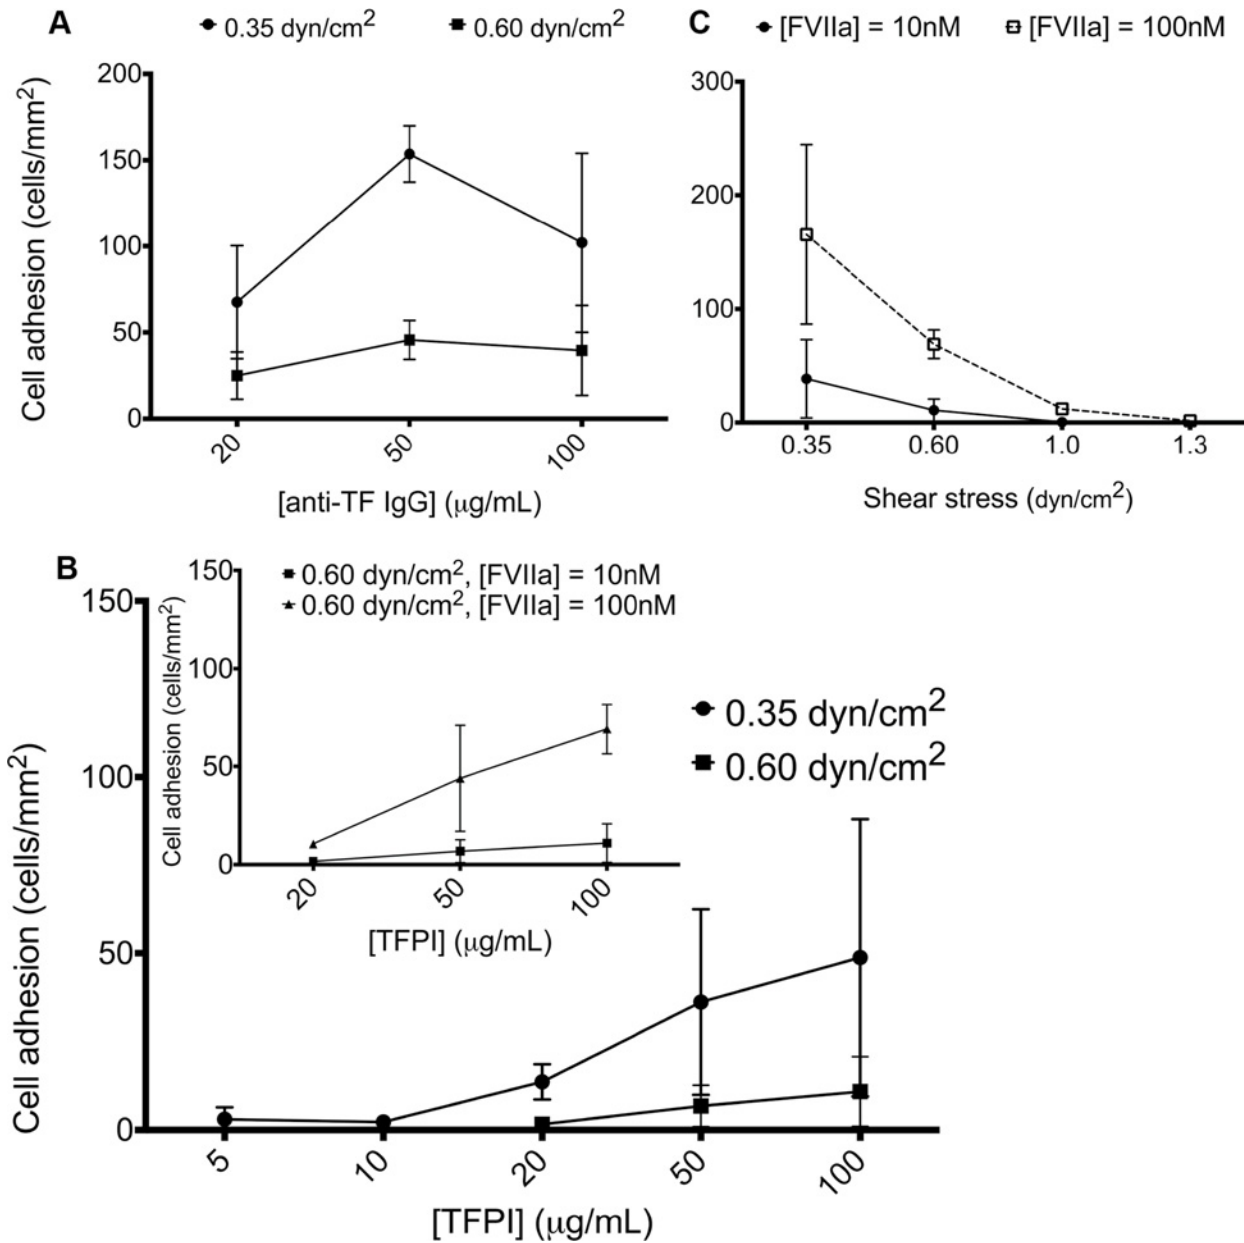 A
0.35 dyn/cm2
0.60 dyn/cm2
Cell adhesion (cells/mm2)
200
150
100
50
0
20
50
100
[anti-TF IgG] (μg/mL)
C
[FVIIa] = 10nM
[FVIIa] = 100nM
300
200
100
0
0.35
0.60
1.0
1.3
Shear stress (dyn/cm2)
B
0.60 dyn/cm2, [FVIIa] = 10nM
0.60 dyn/cm2, [FVIIa] = 100nM
Cell adhesion (cells/mm2)
150
100
50
0
20
50
100
[TFPI] (μg/mL)
0.35 dyn/cm2
0.60 dyn/cm2
Cell adhesion (cells/mm2)
150
100
50
0
5
10
20
50
100
[TFPI] (μg/mL)